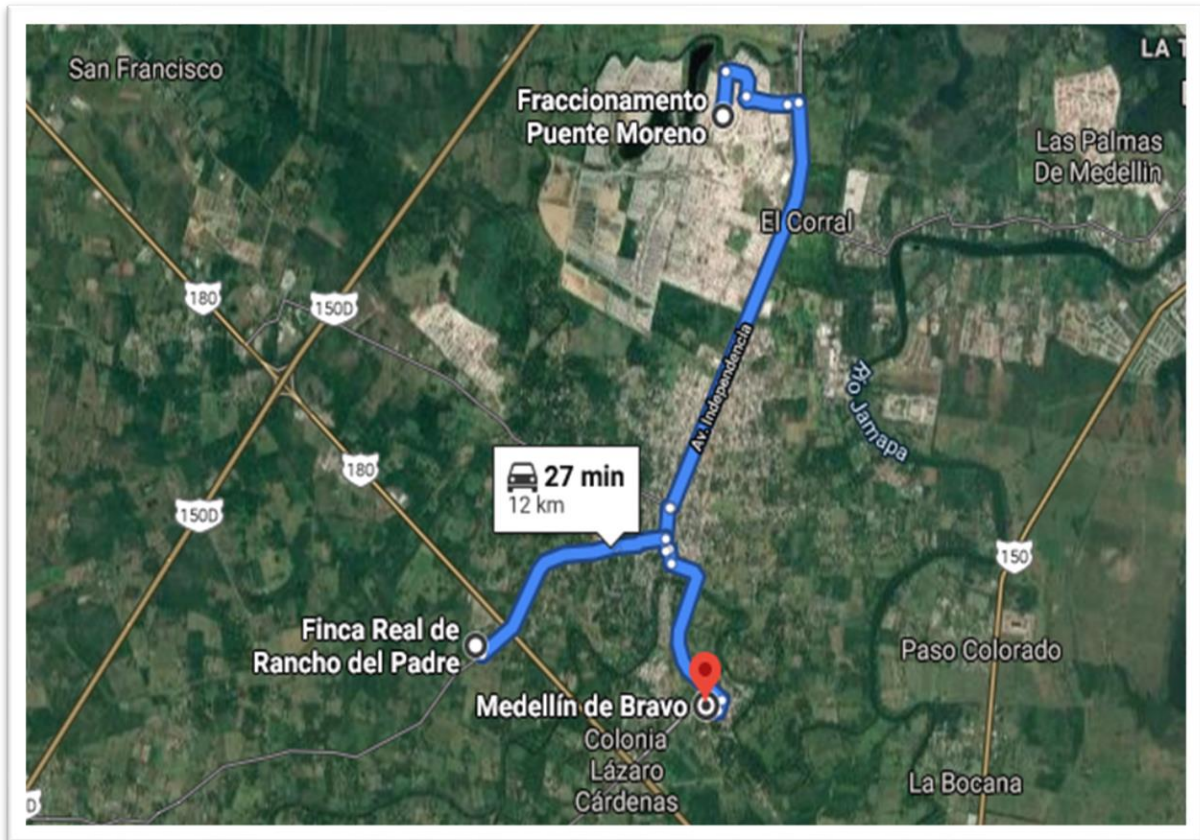 San Francisco
LA T
Fraccionamento
Puente Moreno
Las Palmas
De Medellin
El Corral
180
150D
Av. Independencia
Río Jamapa
180
27 min
12 km
150D
150
Finca Real de
Rancho del Padre
Paso Colorado
Medellín de Bravo
Colonia
Lázaro
Cárdenas
La Bocana
D